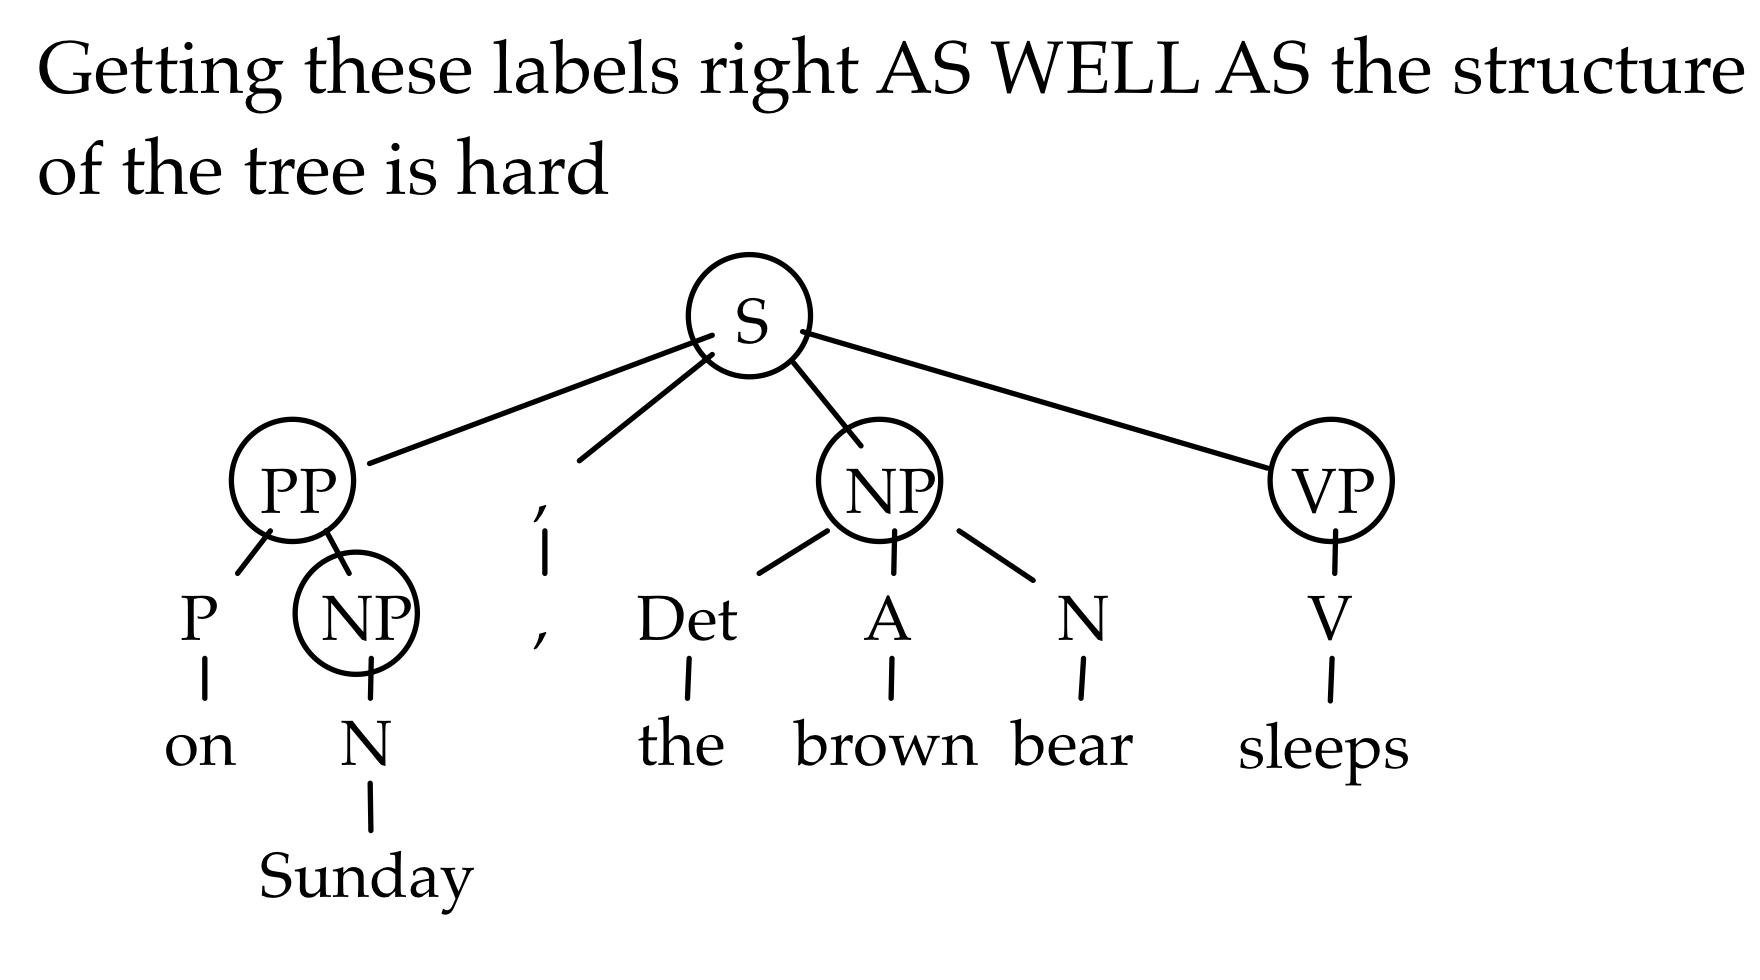 Getting these labels right AS WELL AS the structure
of the tree is hard
S
PP , NP VP
P NP , Det A N V
on N the brown bear sleeps
Sunday